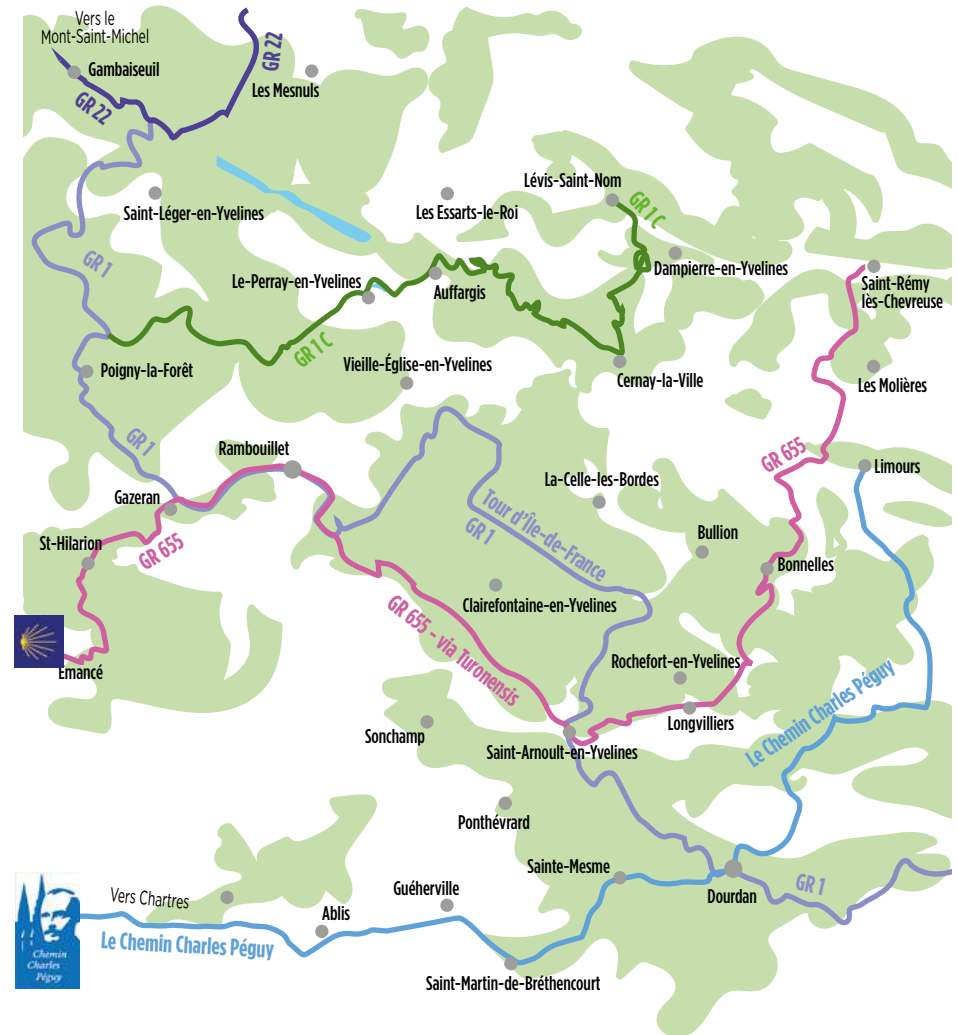 Vers le
Mont-Saint-Michel
Gambaiseuil
GR 22
GR 22
Les Mesnuls
Saint-Léger-en-Yvelines
Les Essarts-le-Roi
Lévis-Saint-Nom
GR 1 C
Dampierre-en-Yvelines
Saint-Rémy
lès-Chevreuse
GR 1
Le-Perray-en-Yvelines
Auffargis
GR 1 C
Vieille-Église-en-Yvelines
Cernay-la-Ville
Les Molières
Poigny-la-Forêt
GR 1
Rambouillet
GR 655
Limours
Gazeran
La-Celle-les-Bordes
Tour d'Île-de-France
GR 1
Bullion
St-Hilarion
GR 655
Bonnelles
Clairefontaine-en-Yvelines
GR 655 - via Turonensis
Rochefort-en-Yvelines
Emancé
Longvilliers
Le Chemin Charles Péguy
Sonchamp
Saint-Arnoult-en-Yvelines
Ponthévrard
Sainte-Mesme
Dourdan
GR 1
Vers Chartres
Guéherville
Ablis
Le Chemin Charles Péguy
Chemin
Charles
Péguy
Saint-Martin-de-Bréthencourt